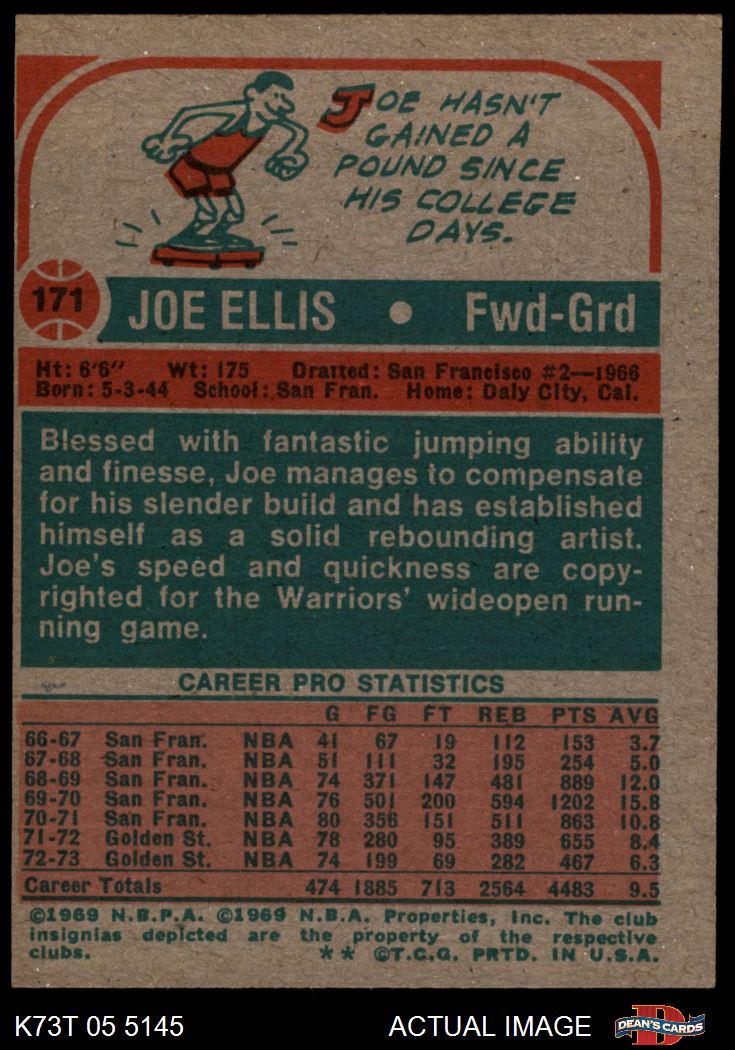 JOE HASN'T
GAINED A
POUND SINCE
HIS COLLEGE
DAYS.
171 JOE ELLIS • Fwd-Grd
Ht: 6'6" Wt: 175 Drafted: San Francisco #2—1966
Born: 5-3-44 School: San Fran. Home: Daly City, Cal.
Blessed with fantastic jumping ability
and finesse, Joe manages to compensate
for his slender build and has established
himself as a solid rebounding artist.
Joe's speed and quickness are copy-
righted for the Warriors' wideopen run-
ning game.
CAREER PRO STATISTICS
G FG FT REB PTS AVG
66-67 San Fran. NBA 41 67 19 112 153 3.7
67-68 San Fran. NBA 51 111 32 195 254 5.0
68-69 San Fran. NBA 74 371 147 481 889 12.0
69-70 San Fran. NBA 76 501 200 594 1202 15.8
70-71 San Fran. NBA 80 356 151 511 863 10.8
71-72 Golden St. NBA 78 280 95 389 655 8.4
72-73 Golden St. NBA 74 199 69 282 467 6.3
Career Totals 474 1885 713 2564 4483 9.5
©1969 N.B.P.A. ©1969 N.B.A. Properties, Inc. The club
insignias depicted are the property of the respective
clubs. ** ©T.C.G. PRTD. IN U.S.A.
K73T 05 5145 ACTUAL IMAGE DEAN'S CARDS